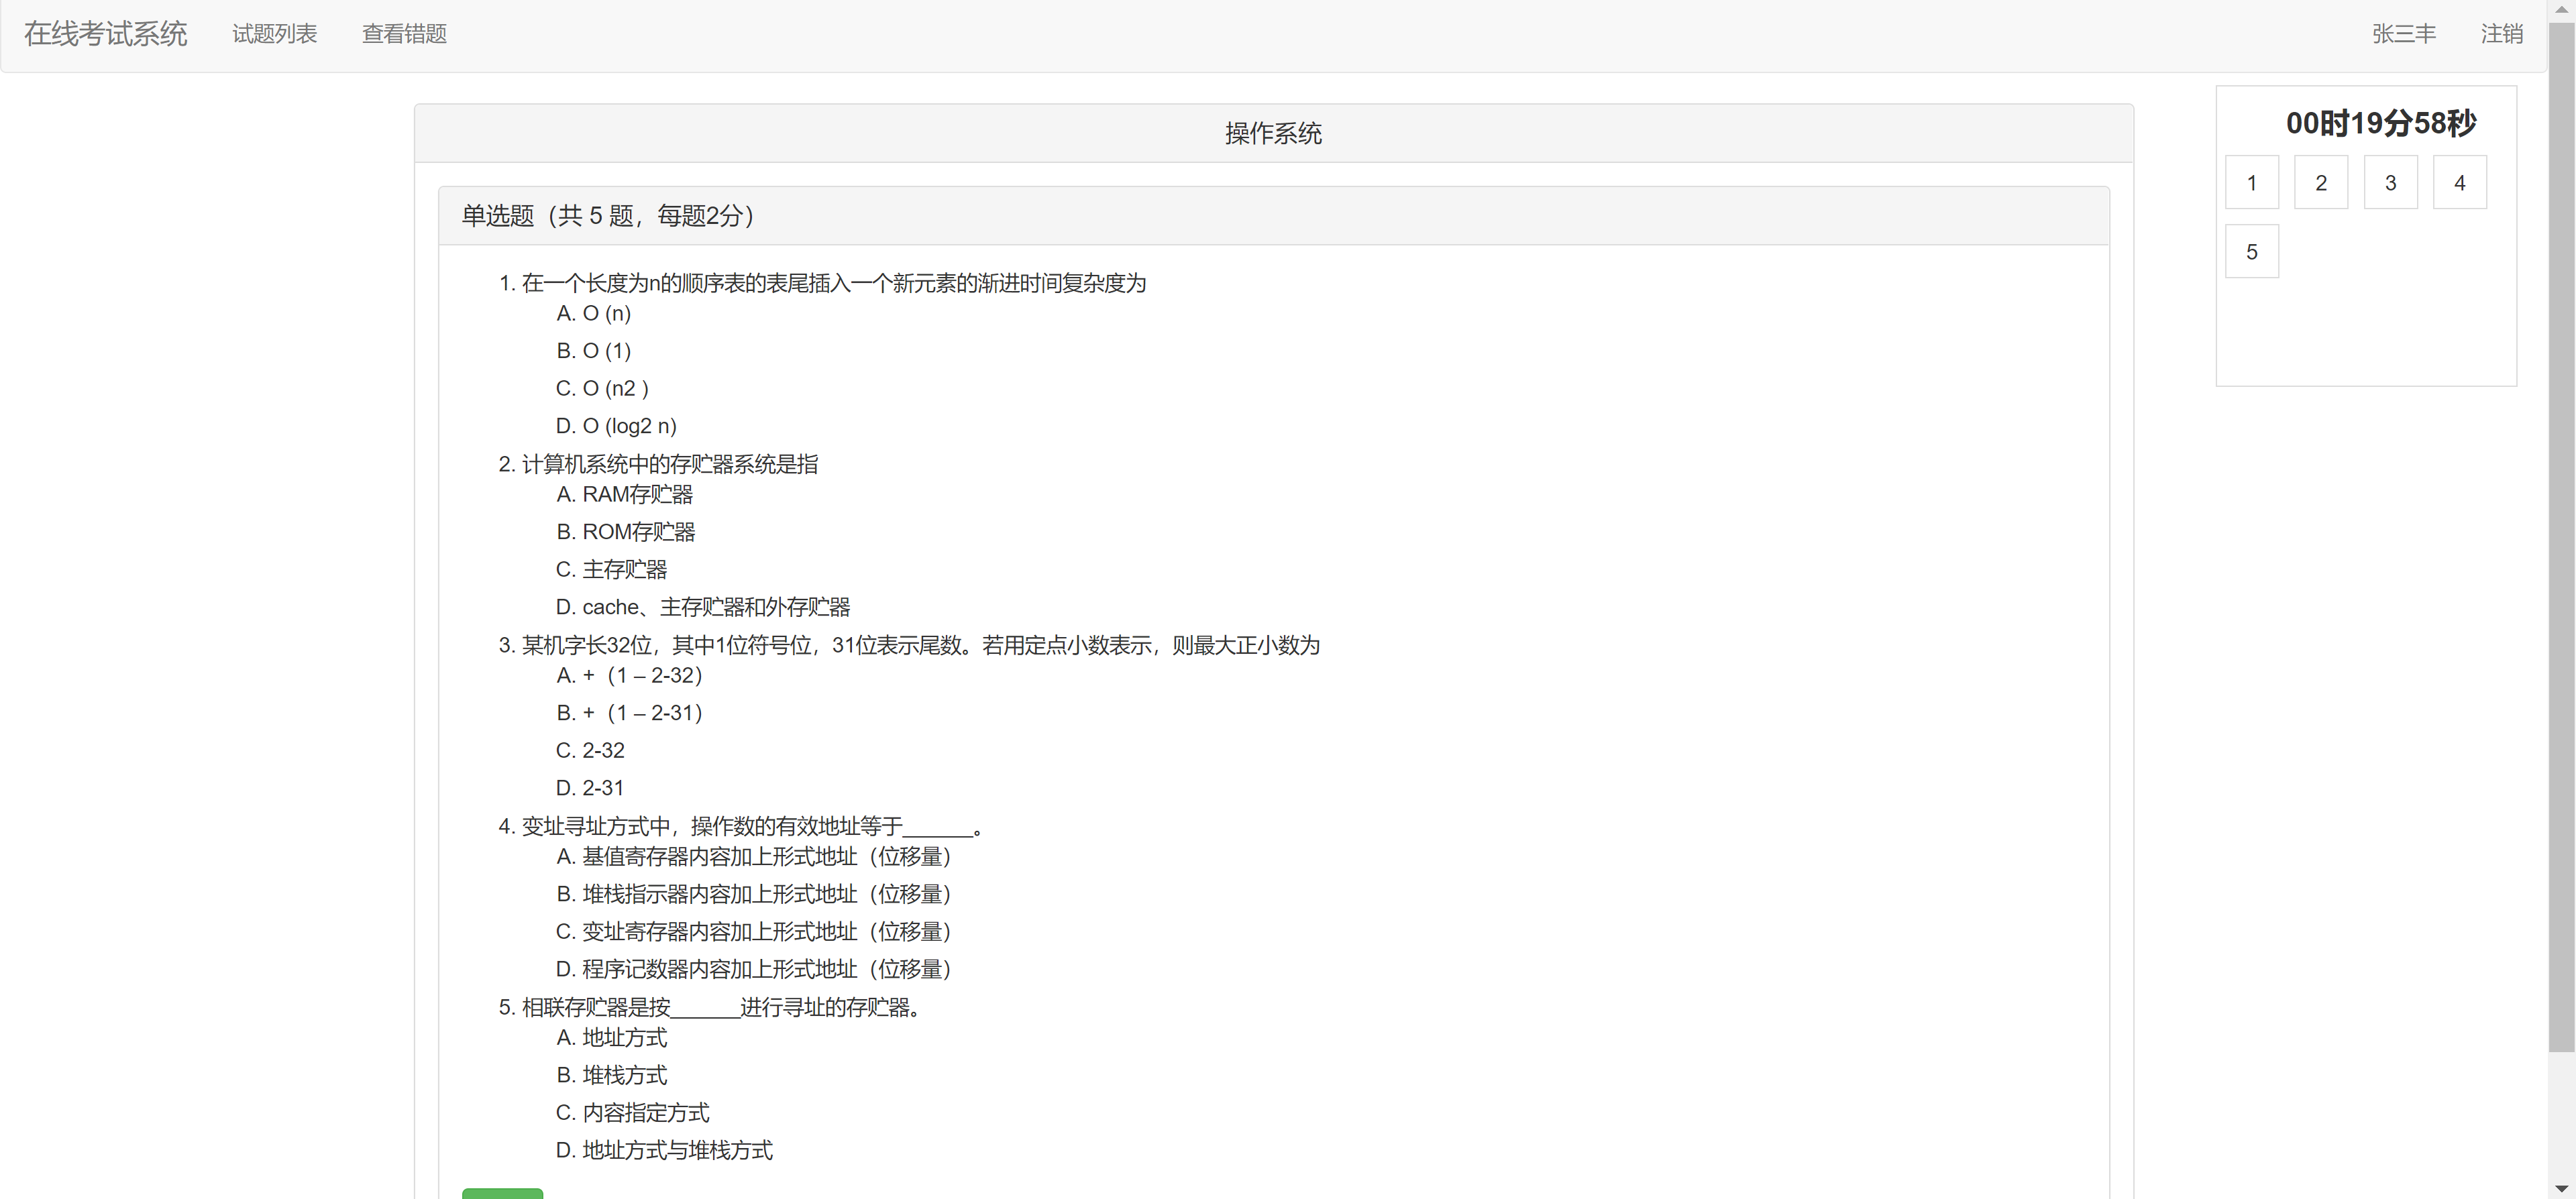 在线考试系统 试题列表 查看错题 张三丰 注销
操作系统
单选题（共 5 题，每题2分）
1. 在一个长度为n的顺序表的表尾插入一个新元素的渐进时间复杂度为
A. O (n)
B. O (1)
C. O (n2 )
D. O (log2 n)
2. 计算机系统中的存贮器系统是指
A. RAM存贮器
B. ROM存贮器
C. 主存贮器
D. cache、主存贮器和外存贮器
3. 某机字长32位，其中1位符号位，31位表示尾数。若用定点小数表示，则最大正小数为
A. +（1 – 2-32）
B. +（1 – 2-31）
C. 2-32
D. 2-31
4. 变址寻址方式中，操作数的有效地址等于______。
A. 基值寄存器内容加上形式地址（位移量）
B. 堆栈指示器内容加上形式地址（位移量）
C. 变址寄存器内容加上形式地址（位移量）
D. 程序记数器内容加上形式地址（位移量）
5. 相联存贮器是按______进行寻址的存贮器。
A. 地址方式
B. 堆栈方式
C. 内容指定方式
D. 地址方式与堆栈方式
00时19分58秒
1 2 3 4
5